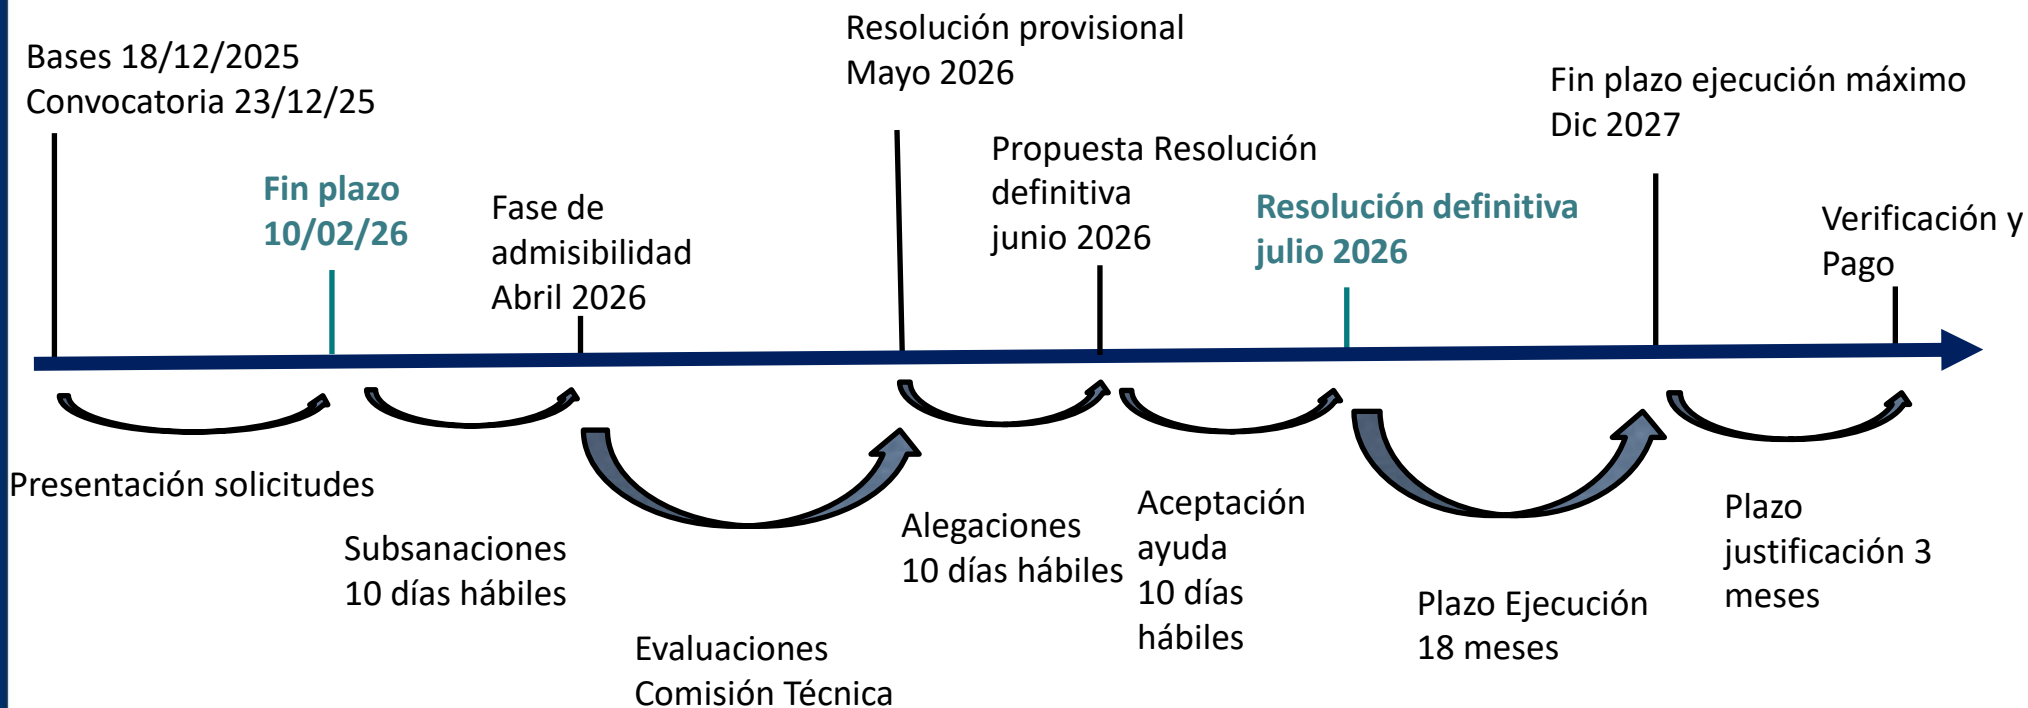 Bases 18/12/2025
Convocatoria 23/12/25
Fin plazo
10/02/26
Fase de
admisibilidad
Abril 2026
Resolución provisional
Mayo 2026
Propuesta Resolución
definitiva
junio 2026
Resolución definitiva
julio 2026
Fin plazo ejecución máximo
Dic 2027
Verificación y
Pago
Presentación solicitudes
Subsanaciones
10 días hábiles
Evaluaciones
Comisión Técnica
Alegaciones
10 días hábiles
Aceptación
ayuda
10 días
hábiles
Plazo Ejecución
18 meses
Plazo
justificación 3
meses